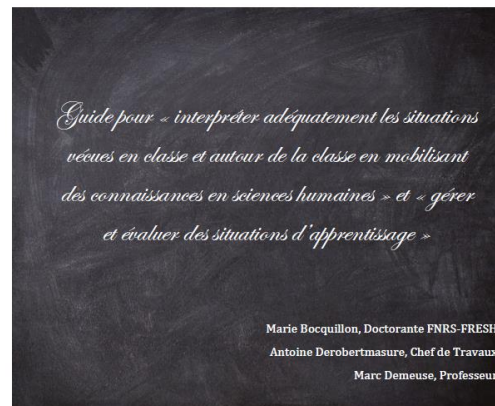 Guide pour « interpréter adéquatement les situations
vécues en classe et autour de la classe en mobilisant
des connaissances en sciences humaines » et « gérer
et évaluer des situations d'apprentissage »
Marie Bocquillon, Doctorante FNRS-FRESH
Antoine Derobertmasure, Chef de Travaux
Marc Demeuse, Professeur